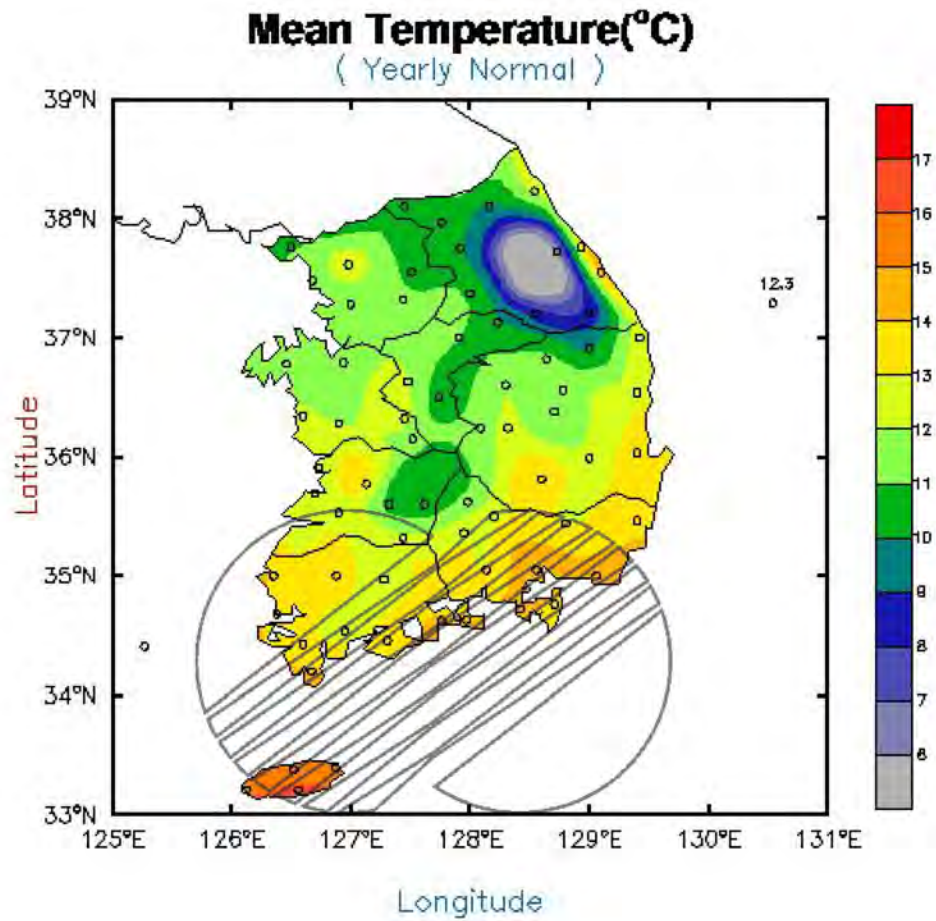 Mean Temperature(°C)
( Yearly Normal )
39°N
38°N
37°N
36°N
35°N
34°N
33°N
125°E
126°E
127°E
128°E
129°E
130°E
131°E
Latitude
Longitude
12.3
17
16
15
14
13
12
11
10
9
8
7
6